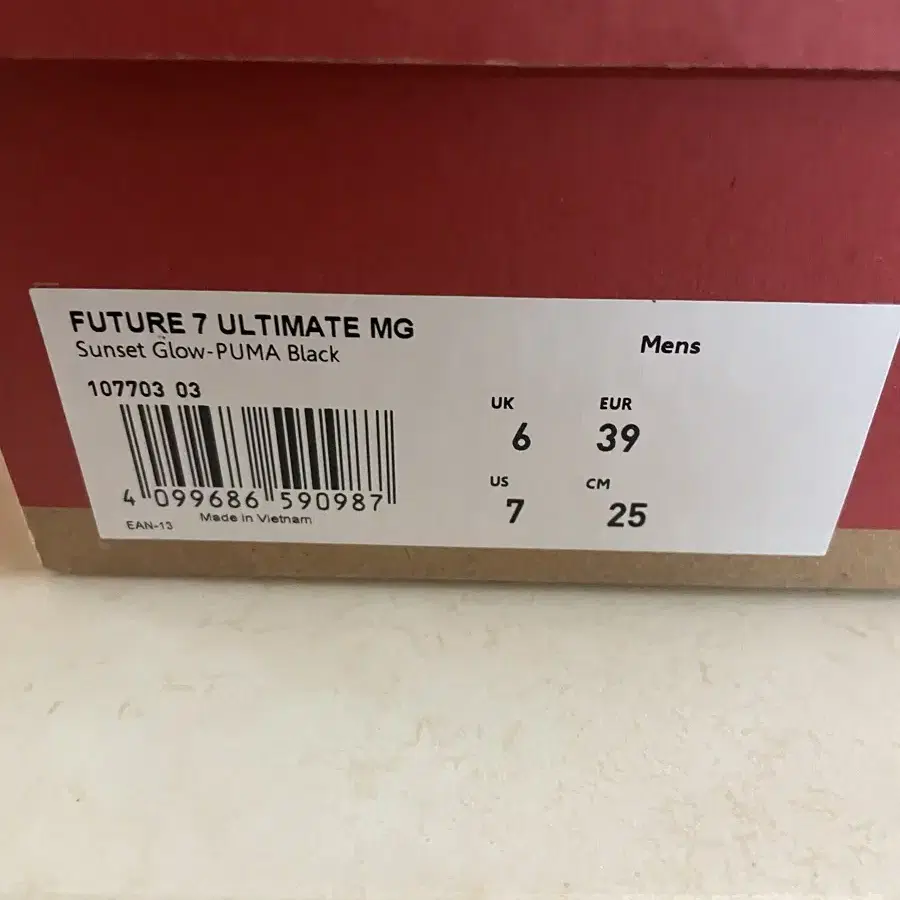 FUTURE 7 ULTIMATE MG
Sunset Glow-PUMA Black
Mens
107703 03
4 099686 590987
EAN-13
Made in Vietnam
UK EUR
6 39
US CM
7 25